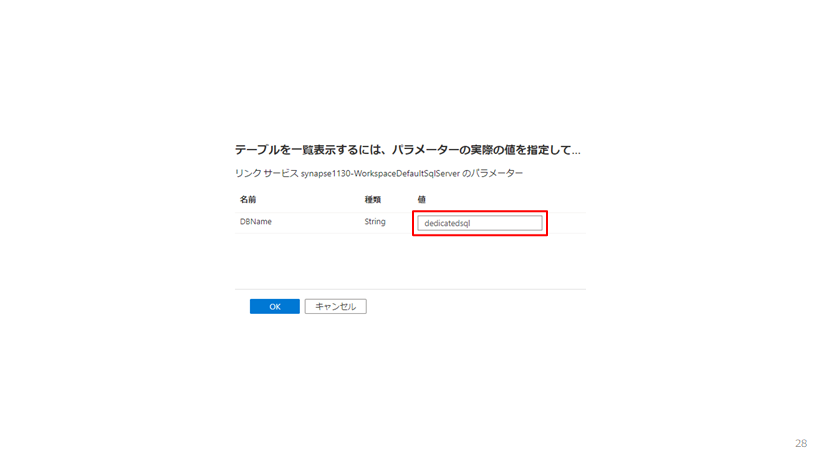 テーブルを一覧表示するには、パラメーターの実際の値を指定して...
リンク サービス synapse1130-WorkspaceDefaultSqlServer のパラメーター
名前 種類 値
DBName String dedicatedsql
OK キャンセル
28